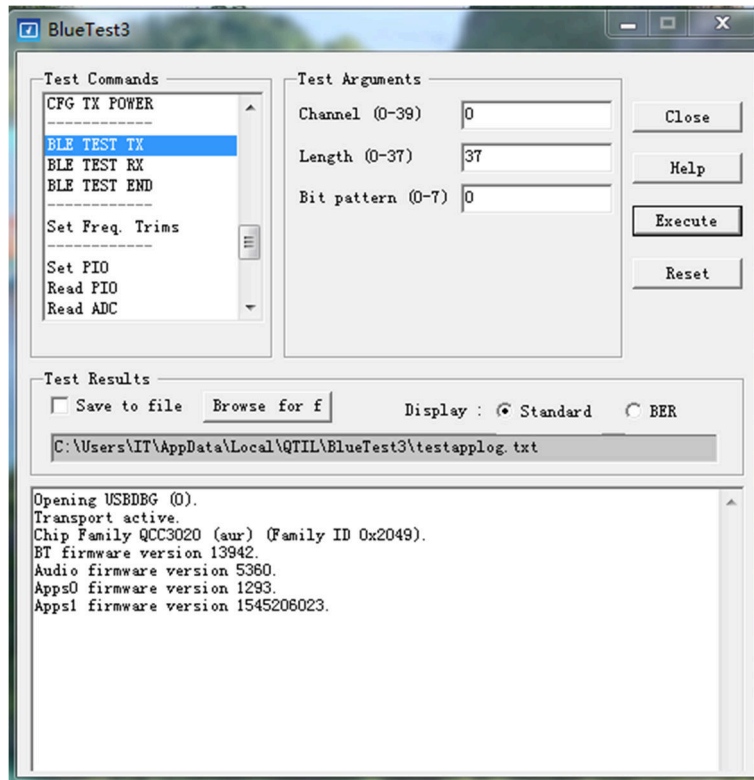 BlueTest3
Test Commands
CFG TX POWER
------------
BLE TEST TX
BLE TEST RX
BLE TEST END
------------
Set Freq. Trims
------------
Set PIO
Read PIO
Read ADC
Test Arguments
Channel (0-39) 0
Length (0-37) 37
Bit pattern (0-7) 0
Close
Help
Execute
Reset
Test Results
Save to file Browse for f Display : Standard BER
C:\Users\IT\AppData\Local\QTIL\BlueTest3\testapplog.txt
Opening USBDBG (0).
Transport active.
Chip Family QCC3020 (aur) (Family ID 0x2049).
BT firmware version 13942.
Audio firmware version 5360.
Apps0 firmware version 1293.
Apps1 firmware version 1545206023.